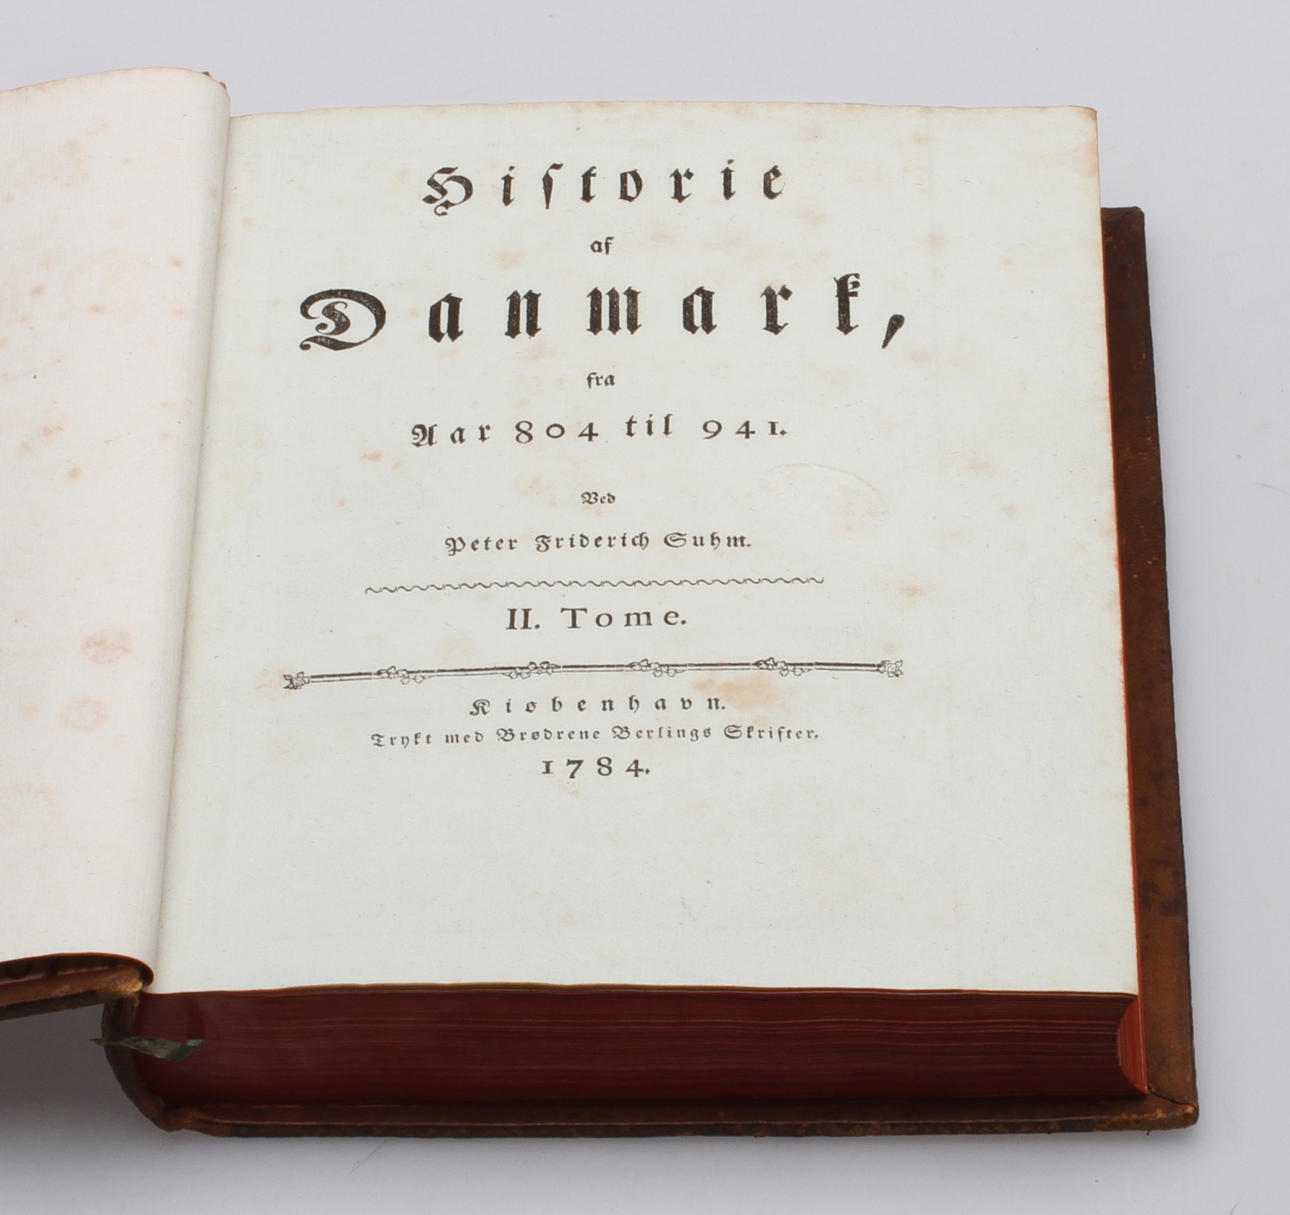 Hiſtorie
af
Danmark,
fra
Aar 804 til 941.
Ved
Peter Friderich Suhm.
II. Tome.
Kiøbenhavn.
Trykt med Brødrene Berlings Skrifter.
1784.